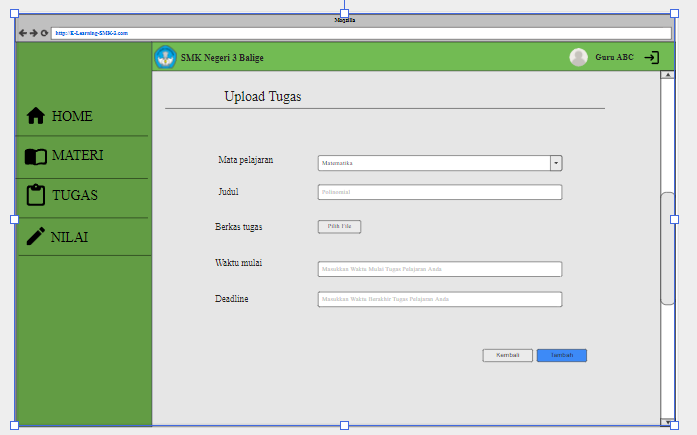 Mozilla
http://E-Learning-SMK-3.com
SMK Negeri 3 Balige
Guru ABC
HOME
MATERI
TUGAS
NILAI
Upload Tugas
Mata pelajaran
Matematika
Judul
Polinomial
Berkas tugas
Pilih File
Waktu mulai
Masukkan Waktu Mulai Tugas Pelajaran Anda
Deadline
Masukkan Waktu Berakhir Tugas Pelajaran Anda
Kembali
Tambah